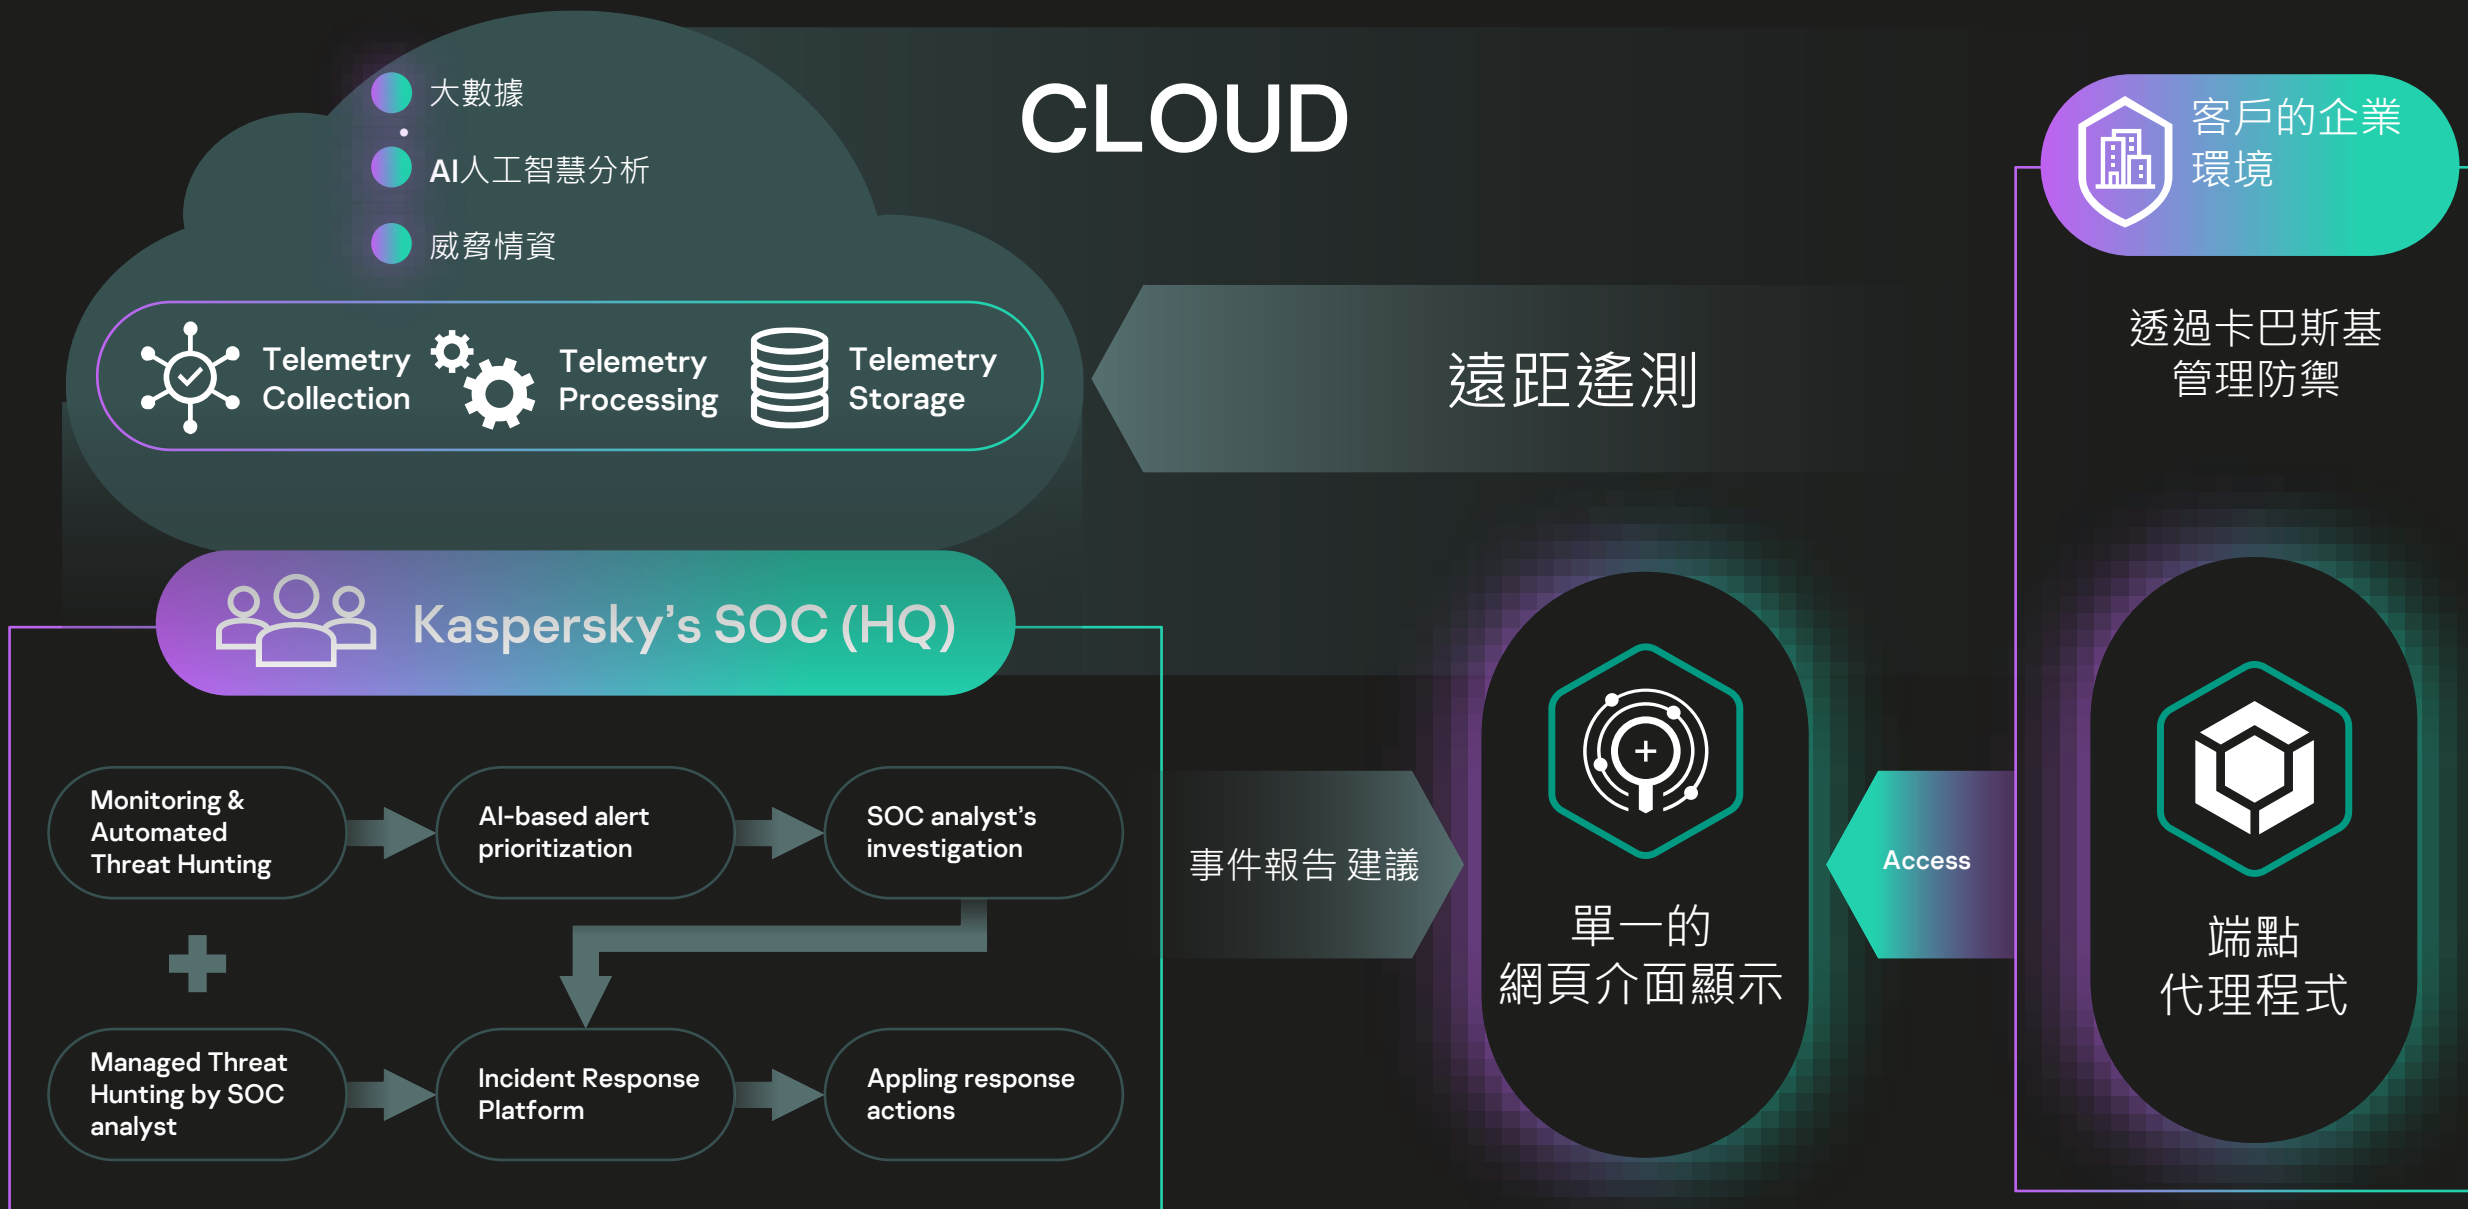 CLOUD
大數據
AI人工智慧分析
威脅情資
Telemetry
Collection
Telemetry
Processing
Telemetry
Storage
遠距遙測
客戶的企業
環境
透過卡巴斯基
管理防禦
Kaspersky's SOC (HQ)
Monitoring &
Automated
Threat Hunting
AI-based alert
prioritization
SOC analyst's
investigation
Managed Threat
Hunting by SOC
analyst
Incident Response
Platform
Appling response
actions
事件報告 建議
單一的
網頁介面顯示
Access
端點
代理程式